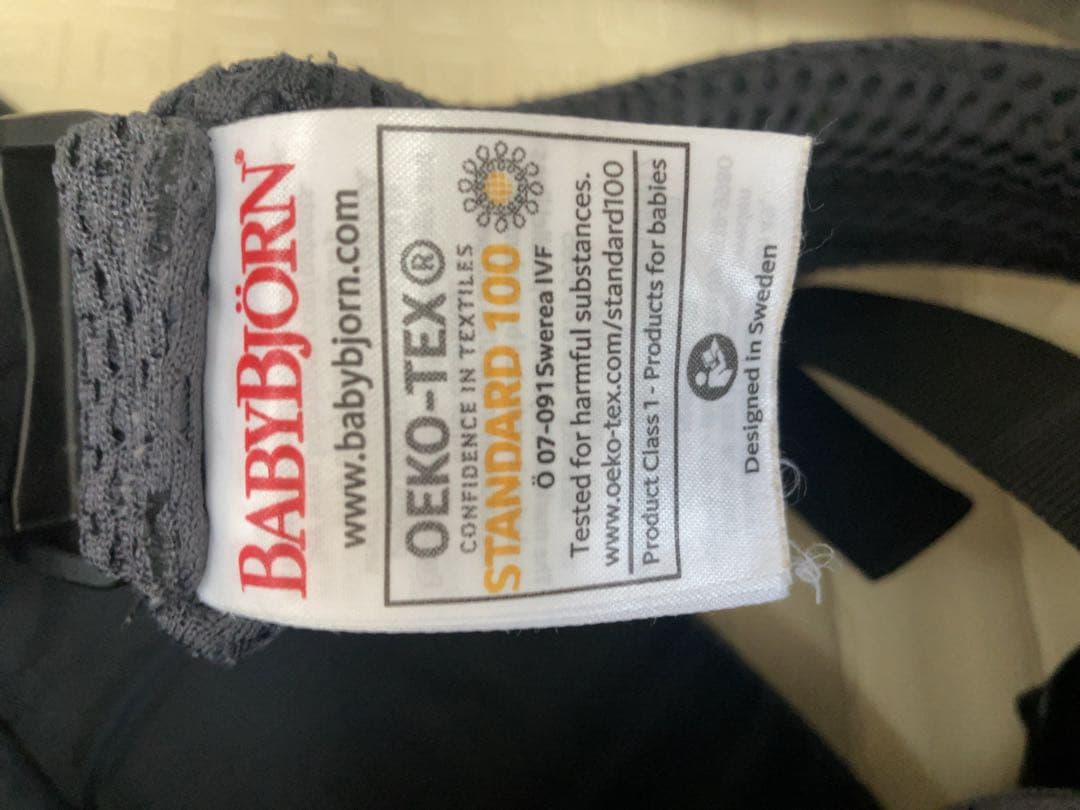 BABYBJÖRN®
www.babybjorn.com
OEKO-TEX®
CONFIDENCE IN TEXTILES
STANDARD 100
Ö 07-091 Swerea IVF
Tested for harmful substances.
www.oeko-tex.com/standard100
Product Class 1 - Products for babies
Designed in Sweden